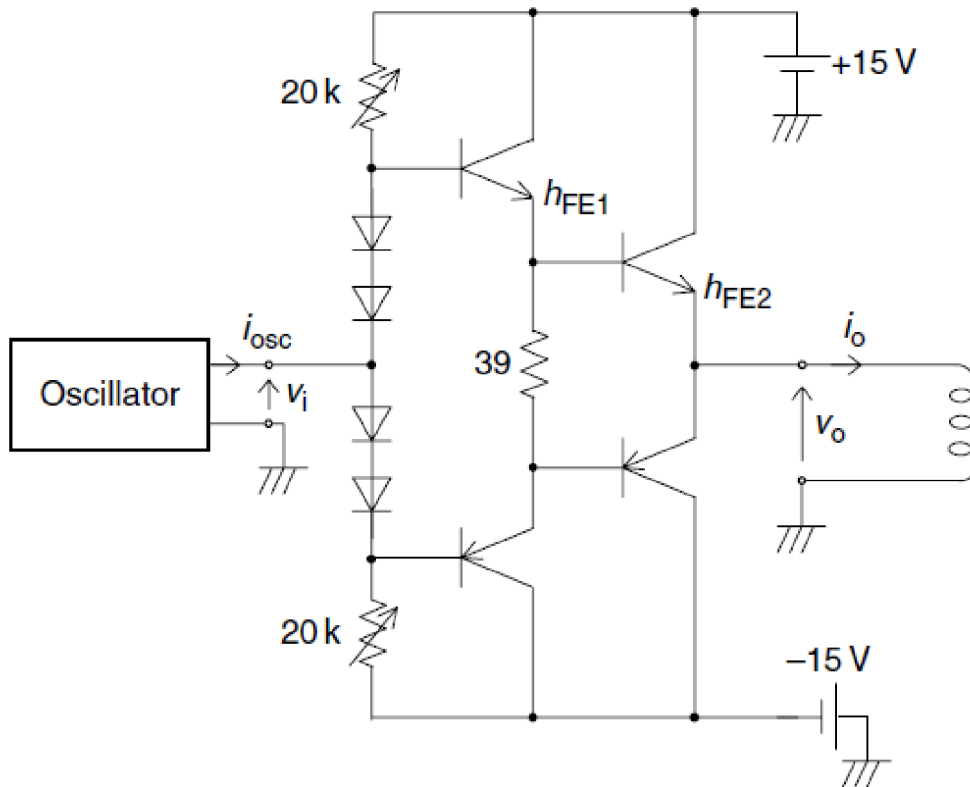 +15 V
20 k
hFE1
hFE2
iosc
io
39
Oscillator
vi
vo
20 k
–15 V